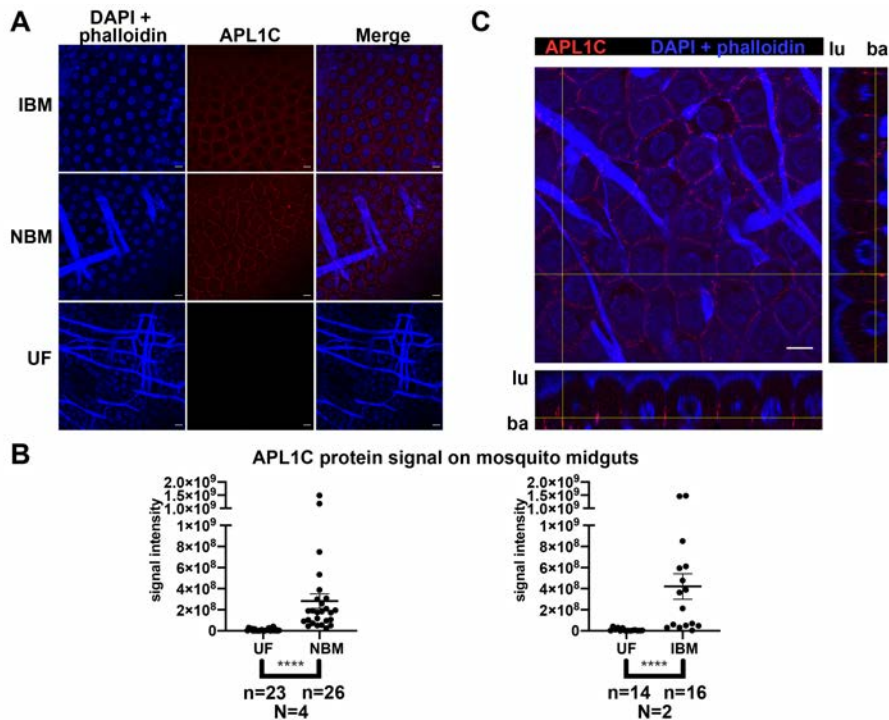 A
DAPI +
phalloidin
APL1C
Merge
IBM
NBM
UF
C
APL1C
DAPI + phalloidin
lu
ba
lu
ba
B
APL1C protein signal on mosquito midguts
signal intensity
2.0×10⁹
1.5×10⁹
1.0×10⁹
1×10⁹
8×10⁸
6×10⁸
4×10⁸
2×10⁸
0
UF
NBM
****
n=23
n=26
N=4
signal intensity
2.0×10⁹
1.5×10⁹
1.0×10⁹
1×10⁹
8×10⁸
6×10⁸
4×10⁸
2×10⁸
0
UF
IBM
****
n=14
n=16
N=2